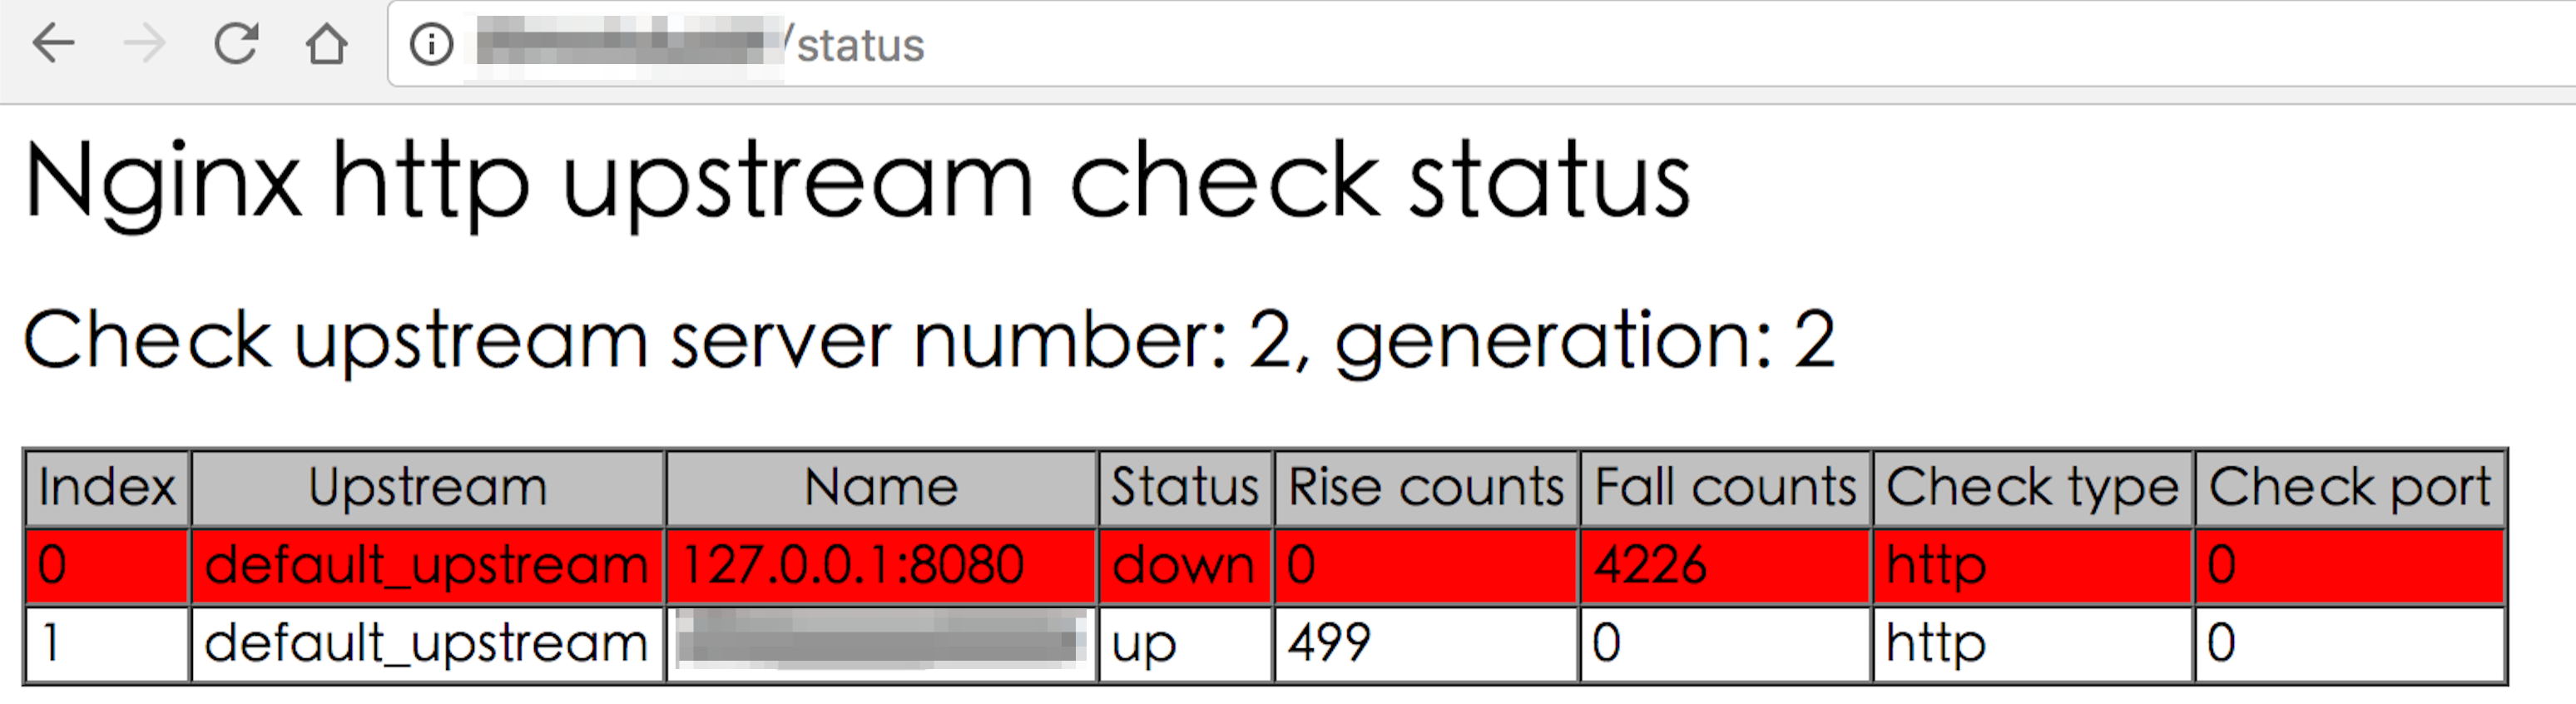 /status
Nginx http upstream check status
Check upstream server number: 2, generation: 2
Index Upstream Name Status Rise counts Fall counts Check type Check port
0 default_upstream 127.0.0.1:8080 down 0 4226 http 0
1 default_upstream up 499 0 http 0